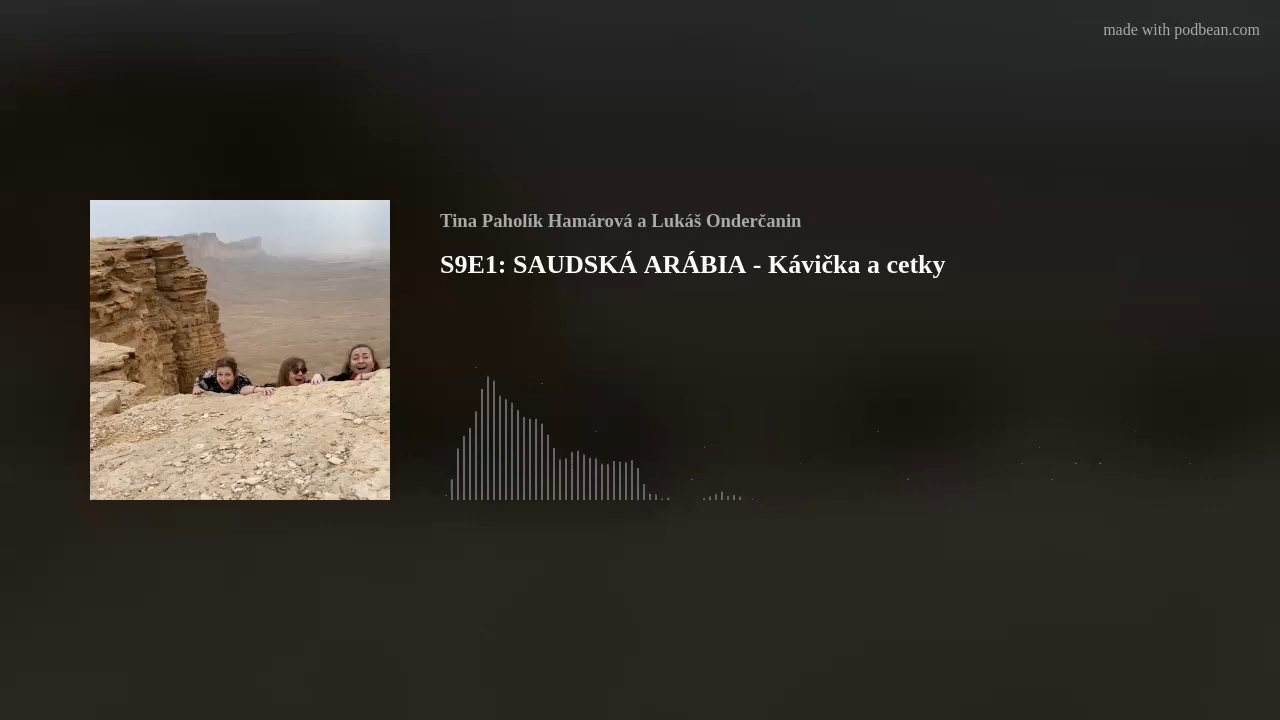 made with podbean.com
Tina Paholík Hamárová a Lukáš Onderčanin
S9E1: SAUDSKÁ ARÁBIA - Kávička a cetky